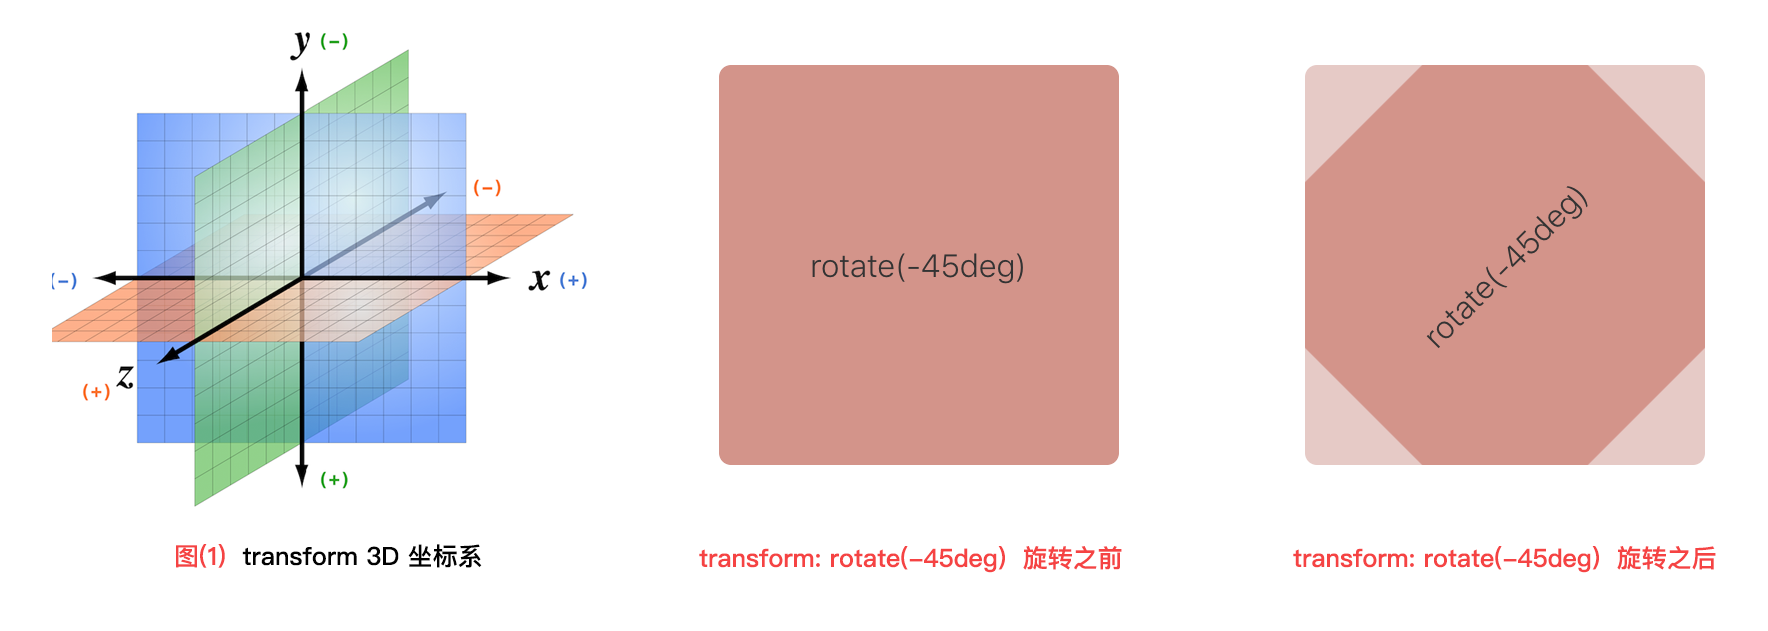 y (-)
(-)
(-)
x (+)
z
(+)
(+)
图(1) transform 3D 坐标系
rotate(-45deg)
transform: rotate(-45deg) 旋转之前
rotate(-45deg)
transform: rotate(-45deg) 旋转之后